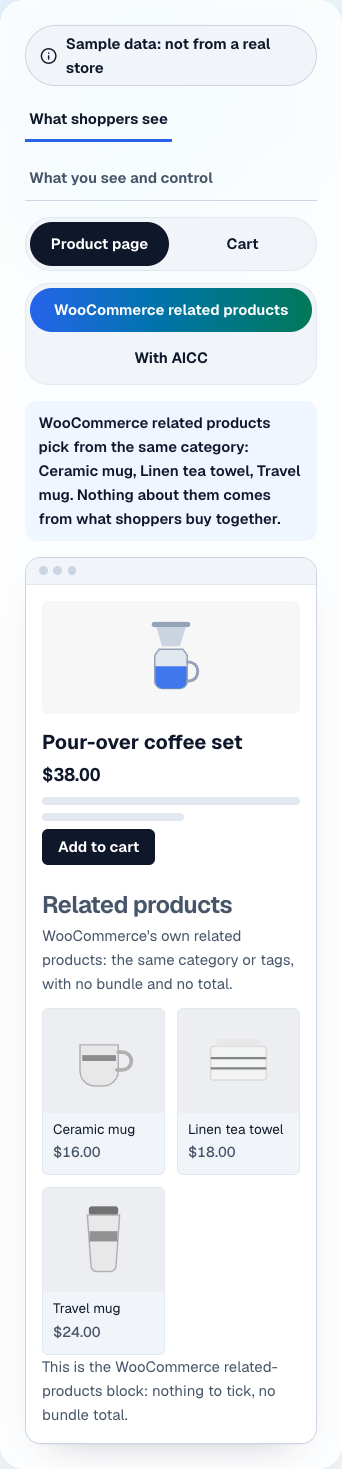 Sample data: not from a real
store
What shoppers see
What you see and control
Product page
Cart
WooCommerce related products
With AICC
WooCommerce related products
pick from the same category:
Ceramic mug, Linen tea towel, Travel
mug. Nothing about them comes
from what shoppers buy together.
Pour-over coffee set
$38.00
Add to cart
Related products
WooCommerce's own related
products: the same category or tags,
with no bundle and no total.
Ceramic mug
$16.00
Linen tea towel
$18.00
Travel mug
$24.00
This is the WooCommerce related-
products block: nothing to tick, no
bundle total.